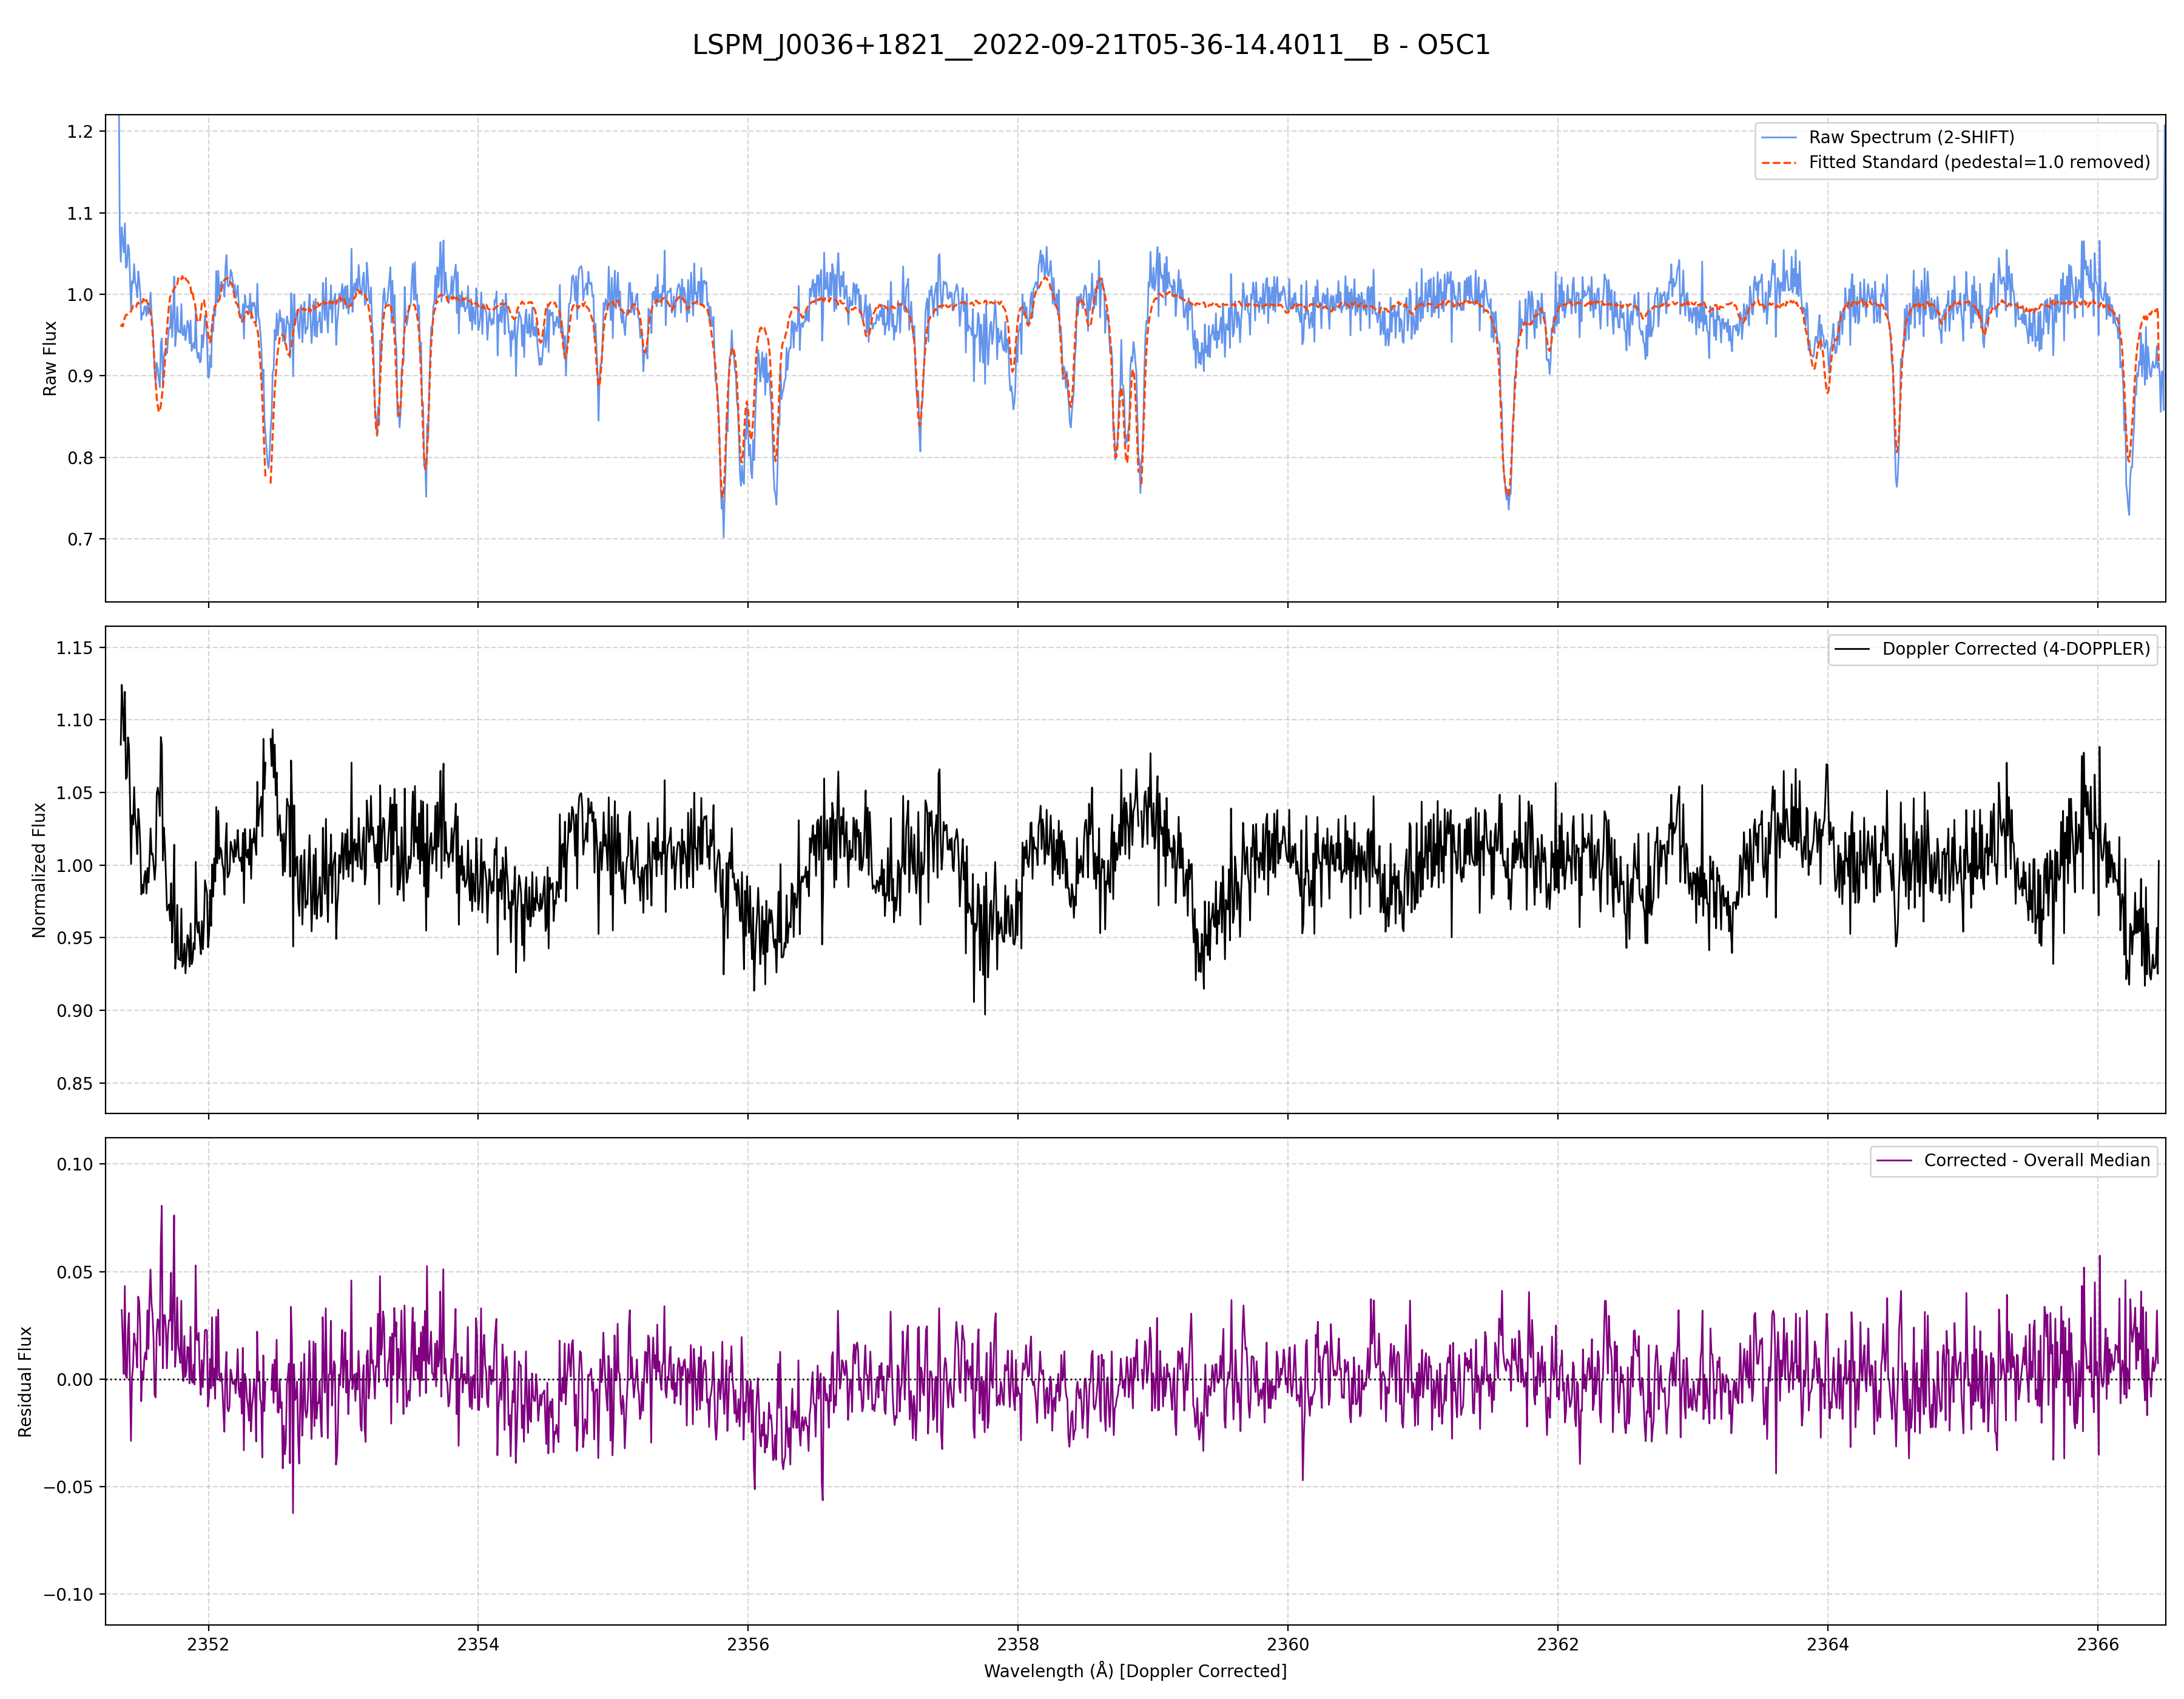 LSPM_J0036+1821__2022-09-21T05-36-14.4011__B - O5C1
Raw Flux
1.2
1.1
1.0
0.9
0.8
0.7
Raw Spectrum (2-SHIFT)
Fitted Standard (pedestal=1.0 removed)
Normalized Flux
1.15
1.10
1.05
1.00
0.95
0.90
0.85
Doppler Corrected (4-DOPPLER)
Residual Flux
0.10
0.05
0.00
−0.05
−0.10
Corrected - Overall Median
2352 2354 2356 2358 2360 2362 2364 2366
Wavelength (Å) [Doppler Corrected]